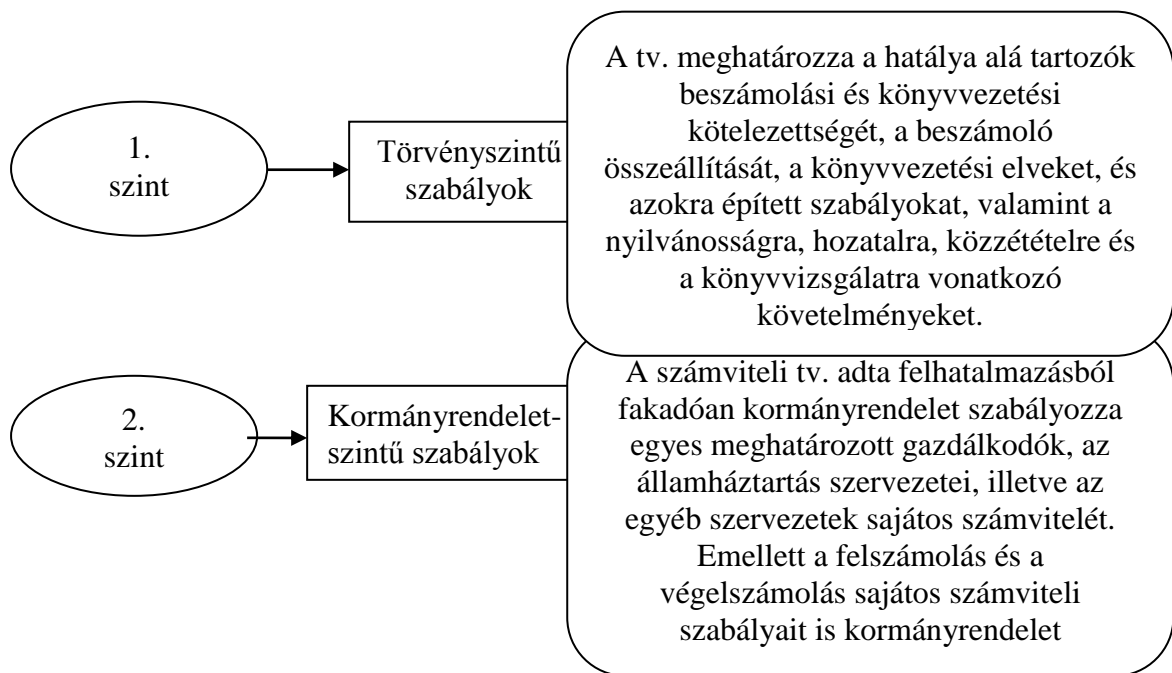 1.
szint
Törvényszintű
szabályok
A tv. meghatározza a hatálya alá tartozók
beszámolási és könyvvezetési
kötelezettségét, a beszámoló
összeállítását, a könyvvezetési elveket, és
azokra épített szabályokat, valamint a
nyilvánosságra, hozatalra, közzétételre és
a könyvvizsgálatra vonatkozó
követelményeket.
2.
szint
Kormányrendelet-
szintű szabályok
A számviteli tv. adta felhatalmazásból
fakadóan kormányrendelet szabályozza
egyes meghatározott gazdálkodók, az
államháztartás szervezetei, illetve az
egyéb szervezetek sajátos számvitelét.
Emellett a felszámolás és a
végelszámolás sajátos számviteli
szabályait is kormányrendelet